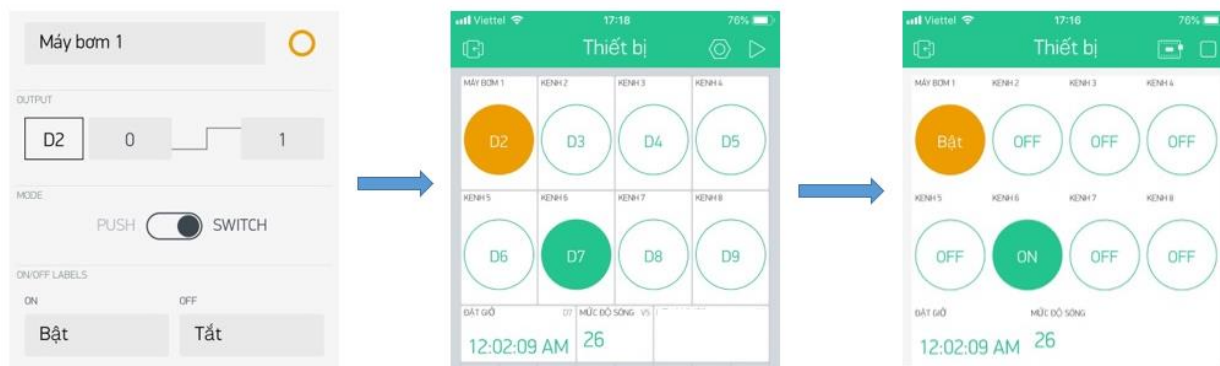 Máy bơm 1
OUTPUT
D2 0 1
MODE
PUSH SWITCH
ON/OFF LABELS
ON OFF
Bật Tắt
Viettel 17:18 76%
Thiết bị
MÁY BƠM 1 KENH 2 KENH 3 KENH 4
D2 D3 D4 D5
KENH 5 KENH 6 KENH 7 KENH 8
D6 D7 D8 D9
ĐẶT GIỜ D7 MỨC ĐỘ SÓNG V5
12:02:09 AM 26
Viettel 17:16 76%
Thiết bị
MÁY BƠM 1 KENH 2 KENH 3 KENH 4
Bật OFF OFF OFF
KENH 5 KENH 6 KENH 7 KENH 8
OFF ON OFF OFF
ĐẶT GIỜ MỨC ĐỘ SÓNG
12:02:09 AM 26